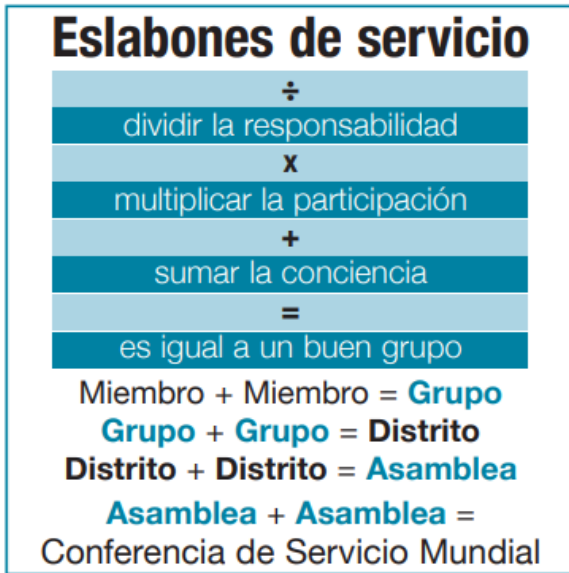 Eslabones de servicio
÷
dividir la responsabilidad
x
multiplicar la participación
+
sumar la conciencia
=
es igual a un buen grupo
Miembro + Miembro = Grupo
Grupo + Grupo = Distrito
Distrito + Distrito = Asamblea
Asamblea + Asamblea =
Conferencia de Servicio Mundial